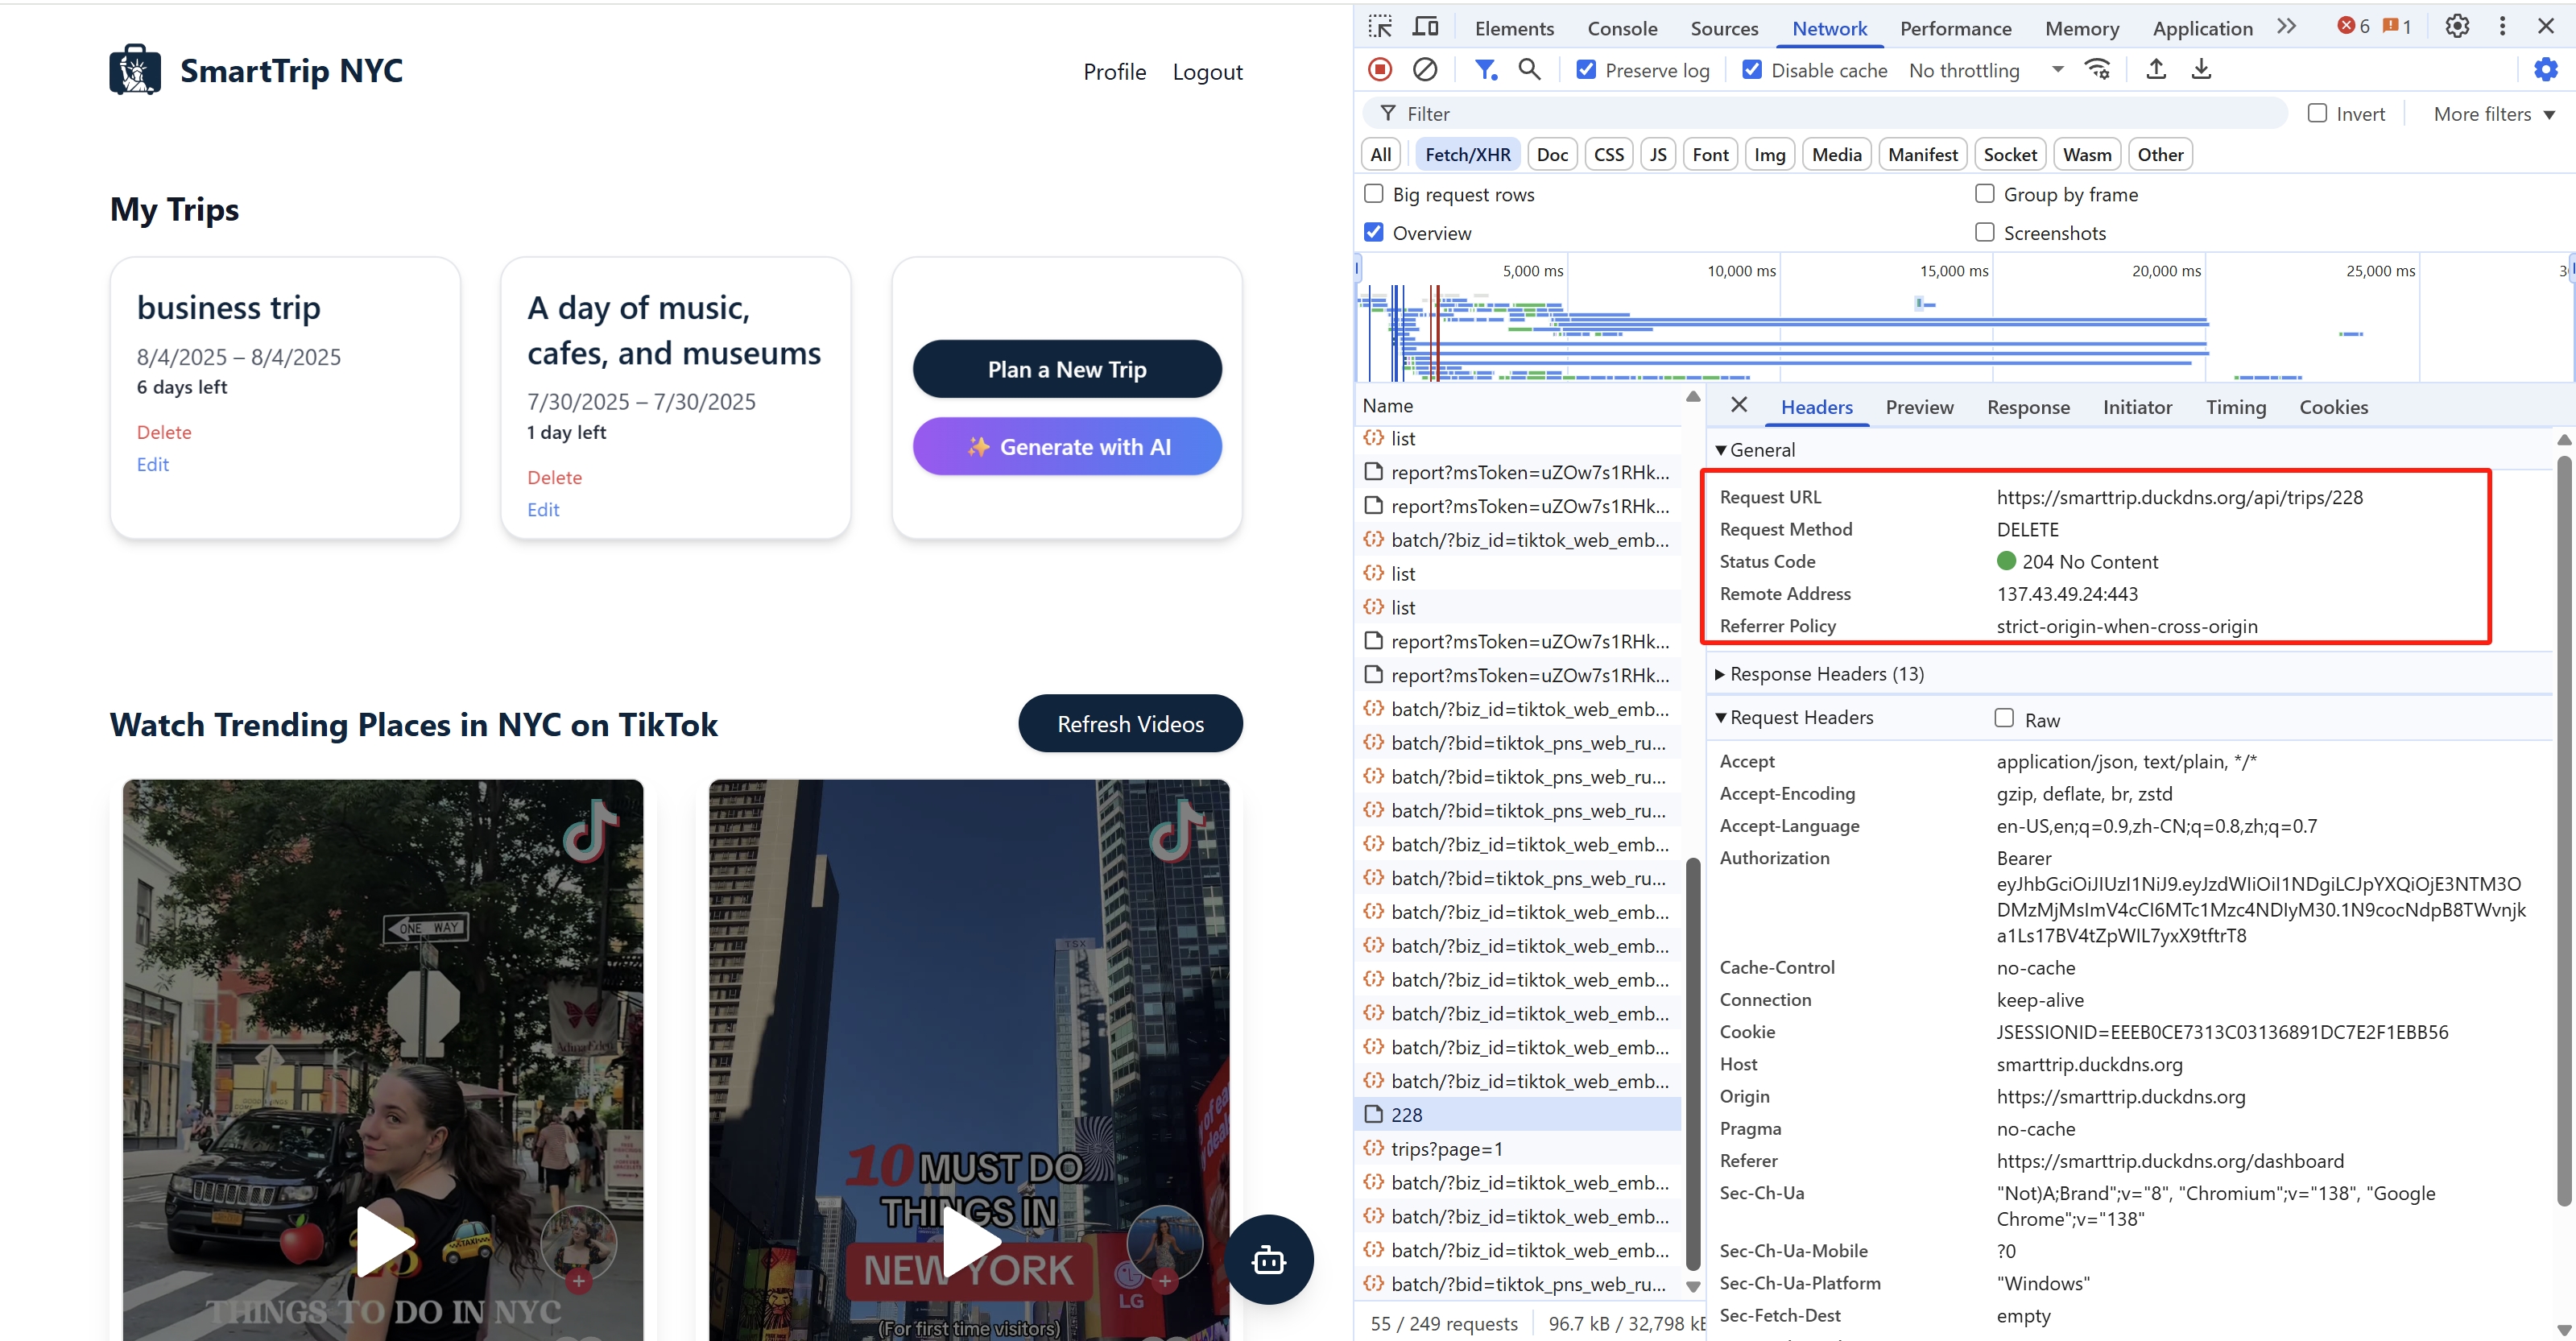 SmartTrip NYC
Profile Logout
My Trips
business trip
8/4/2025 – 8/4/2025
6 days left
Delete
Edit
A day of music,
cafes, and museums
7/30/2025 – 7/30/2025
1 day left
Delete
Edit
Plan a New Trip
✨ Generate with AI
Watch Trending Places in NYC on TikTok
Refresh Videos
ONE WAY
THINGS TO DO IN NYC
TSX
10 MUST DO
THINGS IN
NEW YORK
LG
(For first time visitors)
Elements Console Sources Network Performance Memory Application 6 1
Preserve log Disable cache No throttling
Filter Invert More filters
All Fetch/XHR Doc CSS JS Font Img Media Manifest Socket Wasm Other
Big request rows Group by frame
Overview Screenshots
5,000 ms 10,000 ms 15,000 ms 20,000 ms 25,000 ms
Name
list
report?msToken=uZOw7s1RHk...
report?msToken=uZOw7s1RHk...
batch/?biz_id=tiktok_web_emb...
list
list
report?msToken=uZOw7s1RHk...
report?msToken=uZOw7s1RHk...
batch/?biz_id=tiktok_web_emb...
batch/?bid=tiktok_pns_web_ru...
batch/?bid=tiktok_pns_web_ru...
batch/?bid=tiktok_pns_web_ru...
batch/?biz_id=tiktok_web_emb...
batch/?bid=tiktok_pns_web_ru...
batch/?biz_id=tiktok_web_emb...
batch/?biz_id=tiktok_web_emb...
batch/?biz_id=tiktok_web_emb...
batch/?biz_id=tiktok_web_emb...
batch/?biz_id=tiktok_web_emb...
batch/?biz_id=tiktok_web_emb...
228
trips?page=1
batch/?biz_id=tiktok_web_emb...
batch/?biz_id=tiktok_web_emb...
batch/?biz_id=tiktok_web_emb...
batch/?bid=tiktok_pns_web_ru...
55 / 249 requests 96.7 kB / 32,798 kB
Headers Preview Response Initiator Timing Cookies
General
Request URL https://smarttrip.duckdns.org/api/trips/228
Request Method DELETE
Status Code 204 No Content
Remote Address 137.43.49.24:443
Referrer Policy strict-origin-when-cross-origin
Response Headers (13)
Request Headers Raw
Accept application/json, text/plain, */*
Accept-Encoding gzip, deflate, br, zstd
Accept-Language en-US,en;q=0.9,zh-CN;q=0.8,zh;q=0.7
Authorization Bearer
eyJhbGciOiJIUzI1NiJ9.eyJzdWIiOiI1NDgiLCJpYXQiOjE3NTM3O
DMzMjMsImV4cCI6MTc1Mzc4NDIyM30.1N9cocNdpB8TWvnjk
a1Ls17BV4tZpWIL7yxX9tftrT8
Cache-Control no-cache
Connection keep-alive
Cookie JSESSIONID=EEEB0CE7313C03136891DC7E2F1EBB56
Host smarttrip.duckdns.org
Origin https://smarttrip.duckdns.org
Pragma no-cache
Referer https://smarttrip.duckdns.org/dashboard
Sec-Ch-Ua "Not)A;Brand";v="8", "Chromium";v="138", "Google
Chrome";v="138"
Sec-Ch-Ua-Mobile ?0
Sec-Ch-Ua-Platform "Windows"
Sec-Fetch-Dest empty